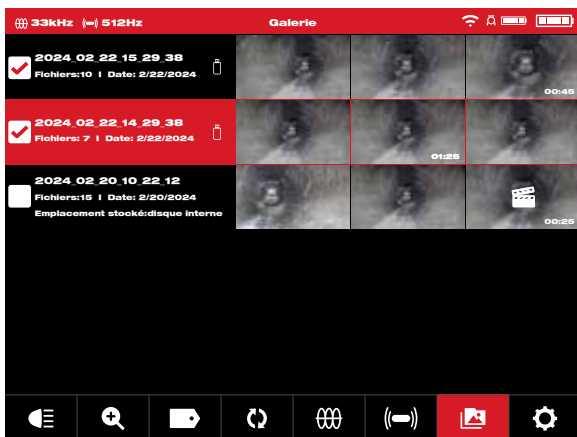 33kHz 512Hz Galerie
2024_02_22_15_29_38
Fichiers:10 I Date: 2/22/2024
00:45
2024_02_22_14_29_38
Fichiers: 7 I Date: 2/22/2024
01:25
2024_02_20_10_22_12
Fichiers:15 I Date: 2/20/2024
Emplacement stocké:disque interne
00:25